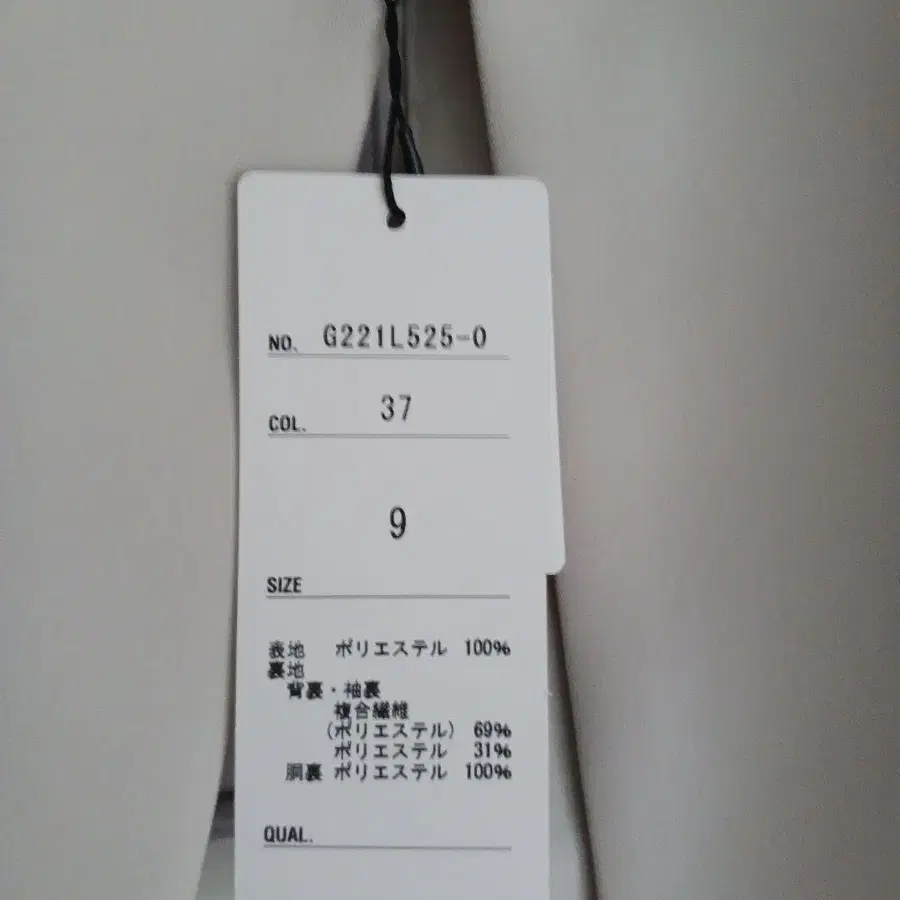 NO. G221L525-0
COL. 37
9
SIZE
表地 ポリエステル 100%
裏地
背裏・袖裏
複合繊維
(ポリエステル) 69%
ポリエステル 31%
胴裏 ポリエステル 100%
QUAL.